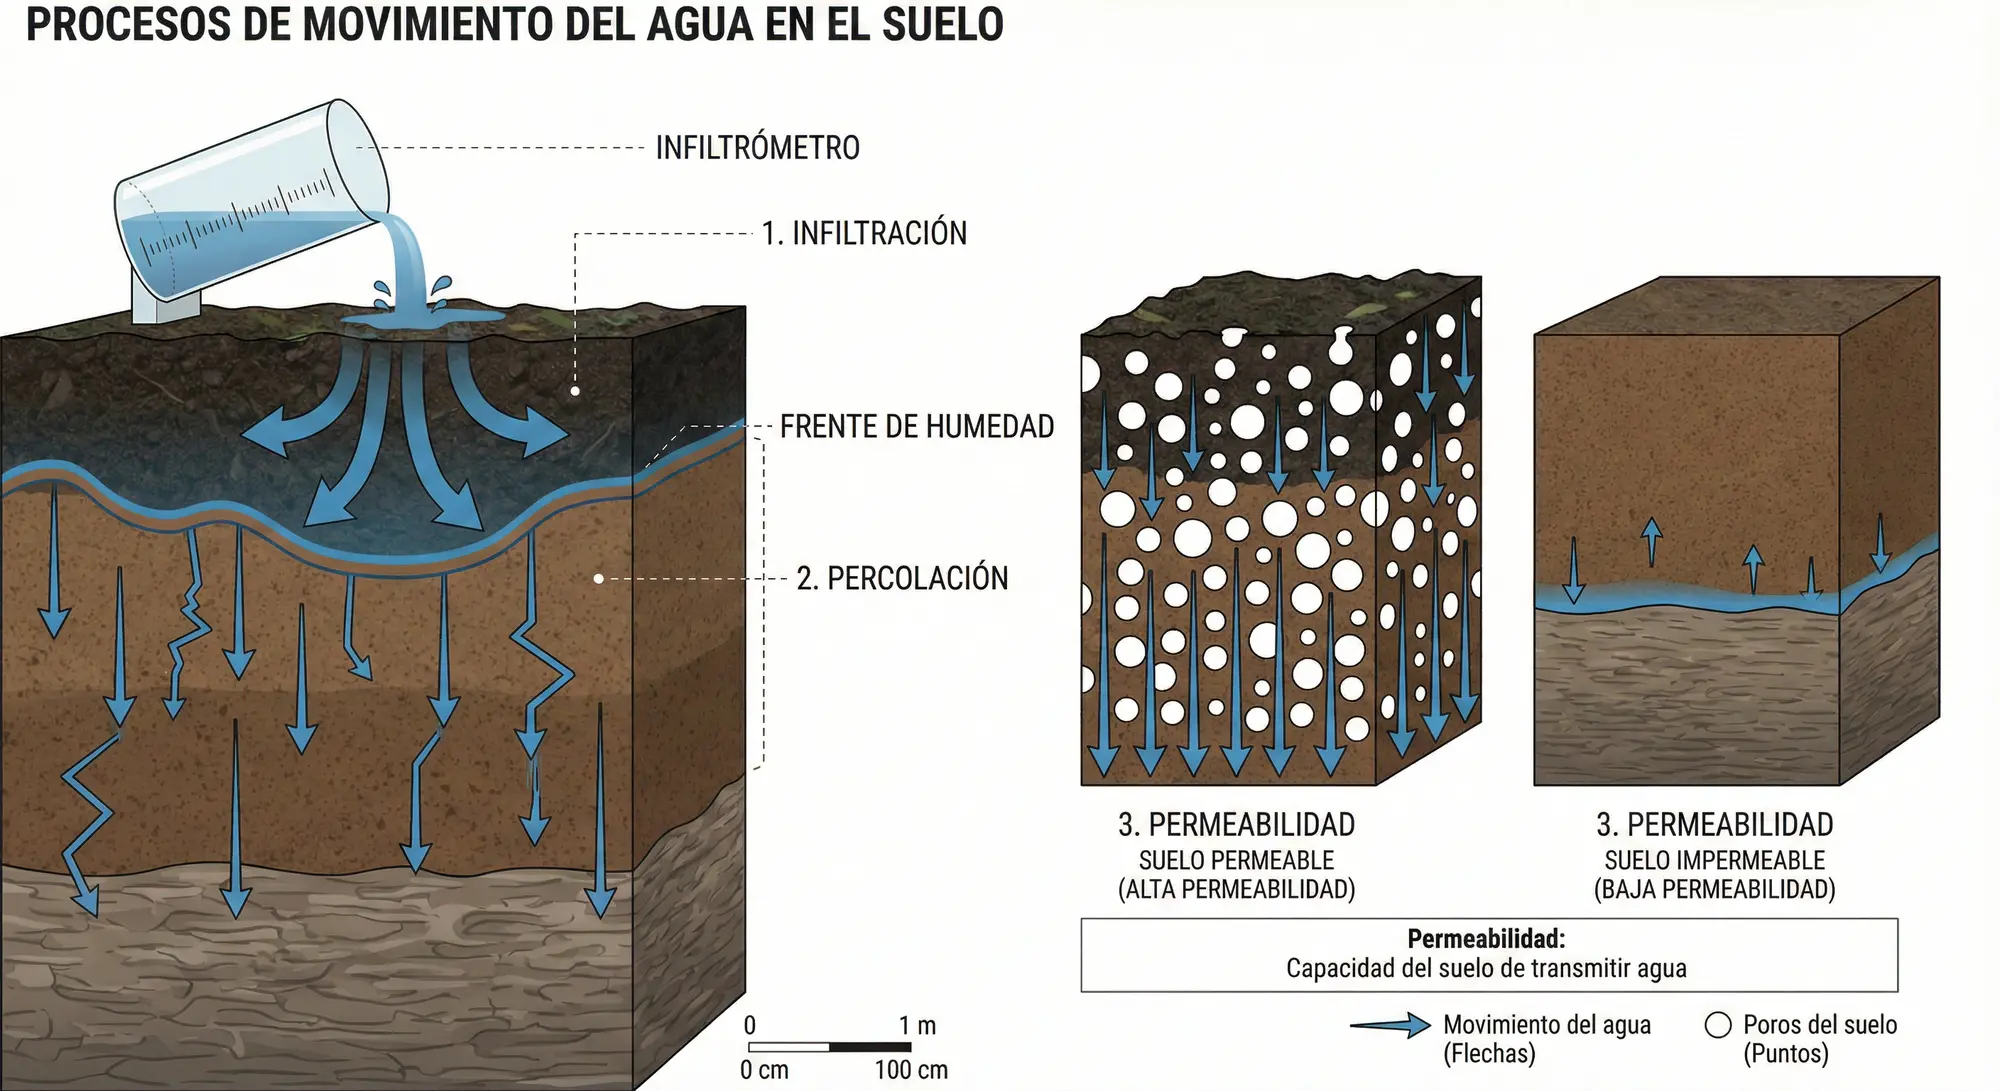 PROCESOS DE MOVIMIENTO DEL AGUA EN EL SUELO
INFILTRÓMETRO
1. INFILTRACIÓN
FRENTE DE HUMEDAD
2. PERCOLACIÓN
0 1 m
0 cm 100 cm
3. PERMEABILIDAD
SUELO PERMEABLE
(ALTA PERMEABILIDAD)
3. PERMEABILIDAD
SUELO IMPERMEABLE
(BAJA PERMEABILIDAD)
Permeabilidad:
Capacidad del suelo de transmitir agua
Movimiento del agua
(Flechas)
Poros del suelo
(Puntos)